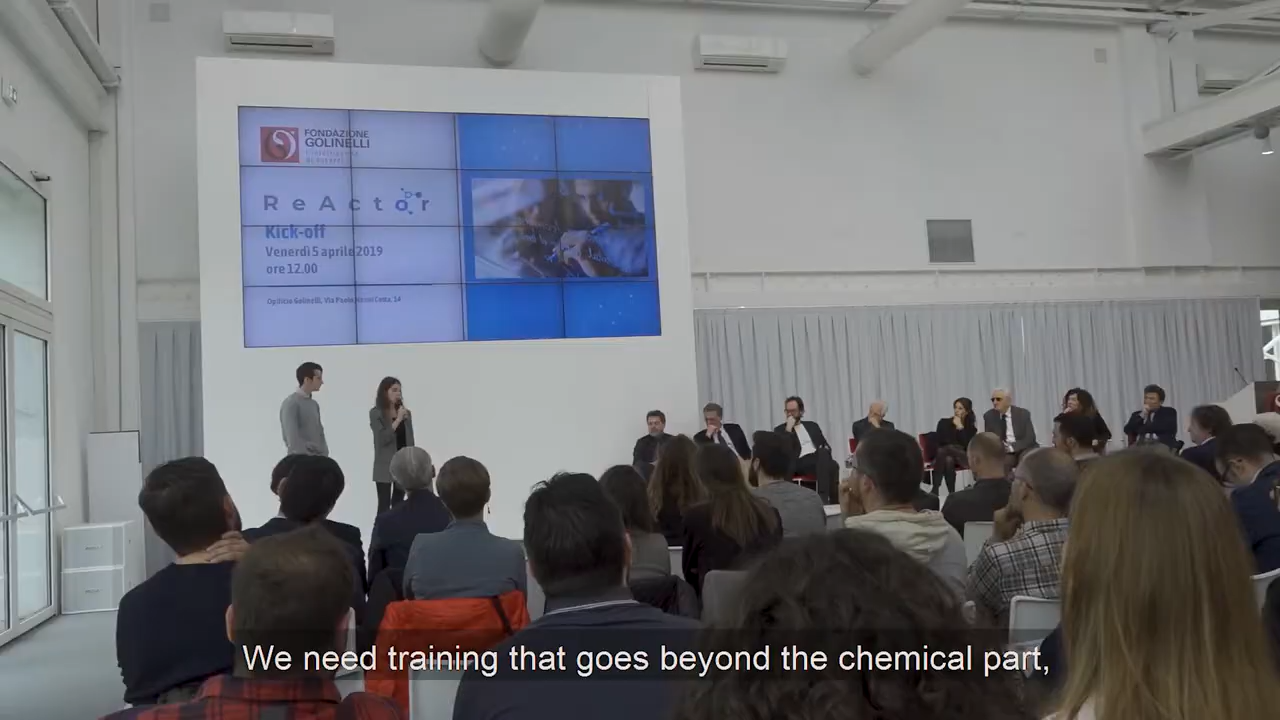 FONDAZIONE
GOLINELLI
ReActor
Kick-off
Venerdì 5 aprile 2019
ore 12.00
Opificio Golinelli, Via Paolo Nanni Costa, 14
We need training that goes beyond the chemical part,